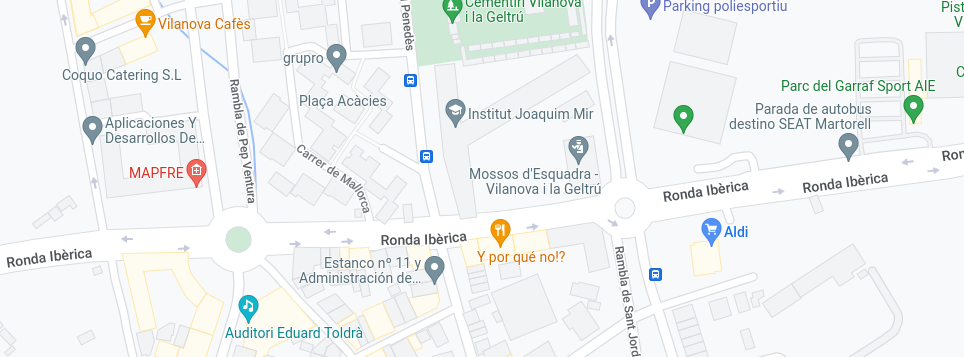 Vilanova Cafès
Penedès
Cementiri Vilanova
i la Geltrú
Parking poliesportiu
Pist
V
Coquo Catering S.L
grupro
Parc del Garraf Sport AIE
C
Rambla de Pep Ventura
Plaça Acàcies
Institut Joaquim Mir
Parada de autobus
destino SEAT Martorell
Aplicaciones Y
Desarrollos De...
MAPFRE
Carrer de Mallorca
Mossos d'Esquadra -
Vilanova i la Geltrú
Ronda Ibèrica
Ronda Ibèrica
Ron
Ronda Ibèrica
Ronda Ibèrica
Aldi
Y por qué no!?
Estanco nº 11 y
Administración de...
Rambla de Sant Jord
Auditori Eduard Toldrà